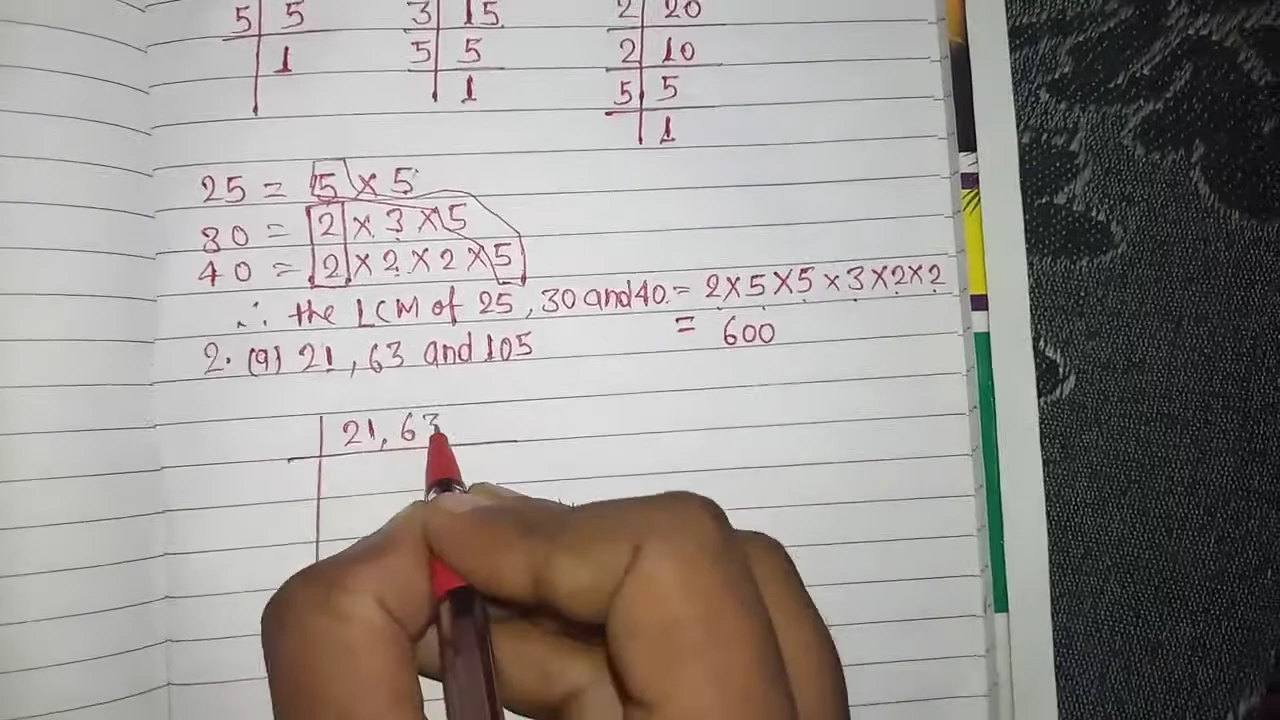 5 5 3 15 2 20
1 5 5 2 10
1 5 5
1
25 = 5 × 5
30 = 2 × 3 × 5
40 = 2 × 2 × 2 × 5
∴ the LCM of 25, 30 and 40 = 2×5×5×3×2×2
= 600
2. (a) 21, 63 and 105
21, 63